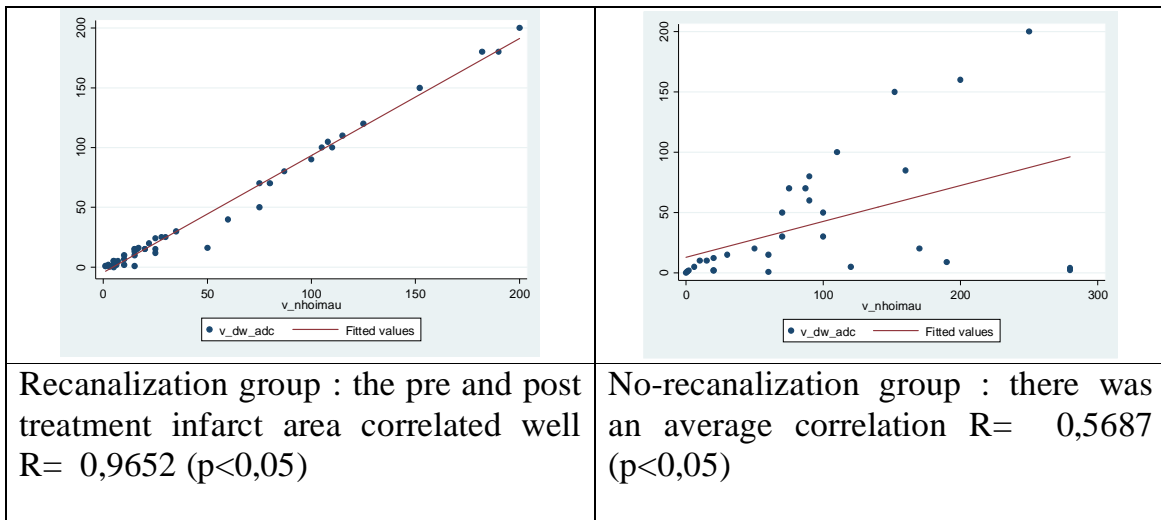 200
150
100
50
0
0 50 100 150 200
v_nhoimau
v_dw_adc Fitted values
200
150
100
50
0
0 100 200 300
v_nhoimau
v_dw_adc Fitted values
Recanalization group : the pre and post
treatment infarct area correlated well
R= 0,9652 (p<0,05)
No-recanalization group : there was
an average correlation R= 0,5687
(p<0,05)